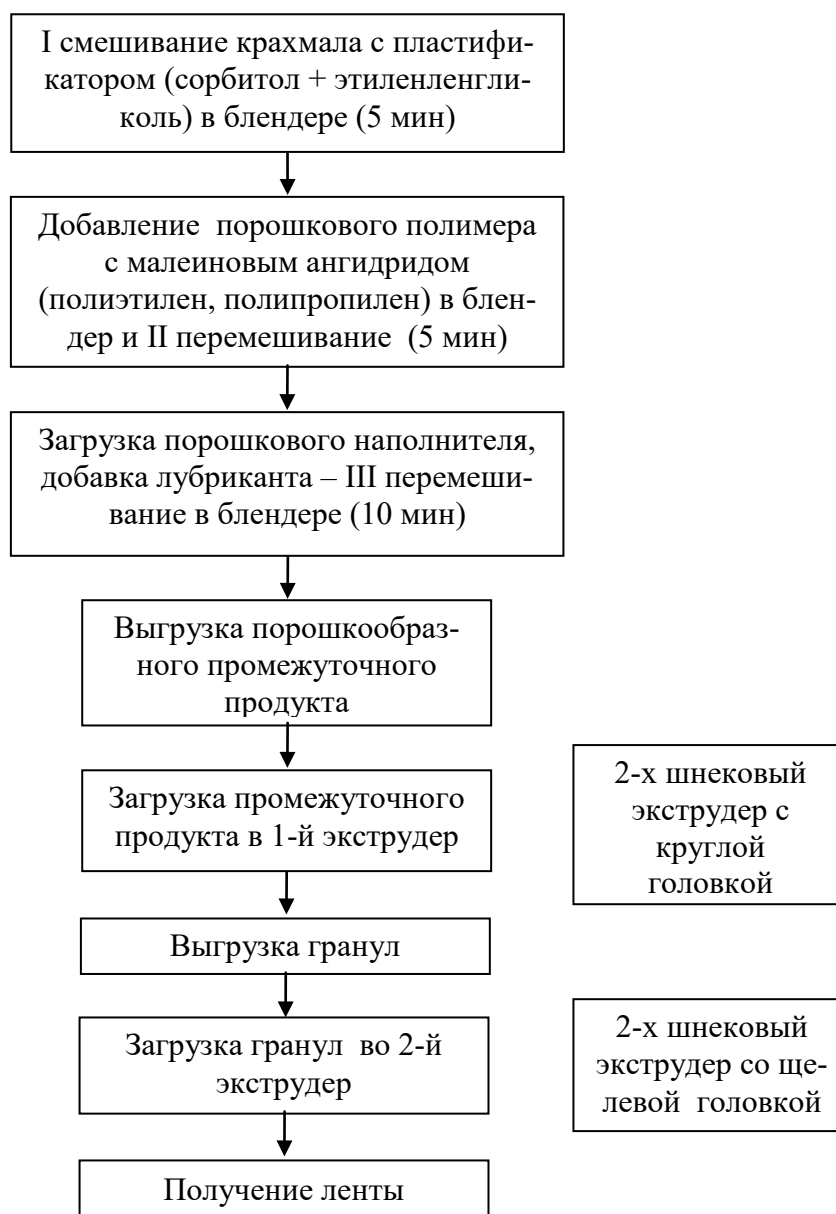 I смешивание крахмала с пластифи-
катором (сорбитол + этиленленгли-
коль) в блендере (5 мин)
Добавление порошкового полимера
с малеиновым ангидридом
(полиэтилен, полипропилен) в блен-
дер и II перемешивание (5 мин)
Загрузка порошкового наполнителя,
добавка лубриканта – III перемеши-
вание в блендере (10 мин)
Выгрузка порошкообраз-
ного промежуточного
продукта
Загрузка промежуточного
продукта в 1-й экструдер
2-х шнековый
экструдер с
круглой
головкой
Выгрузка гранул
Загрузка гранул во 2-й
экструдер
2-х шнековый
экструдер со ще-
левой головкой
Получение ленты